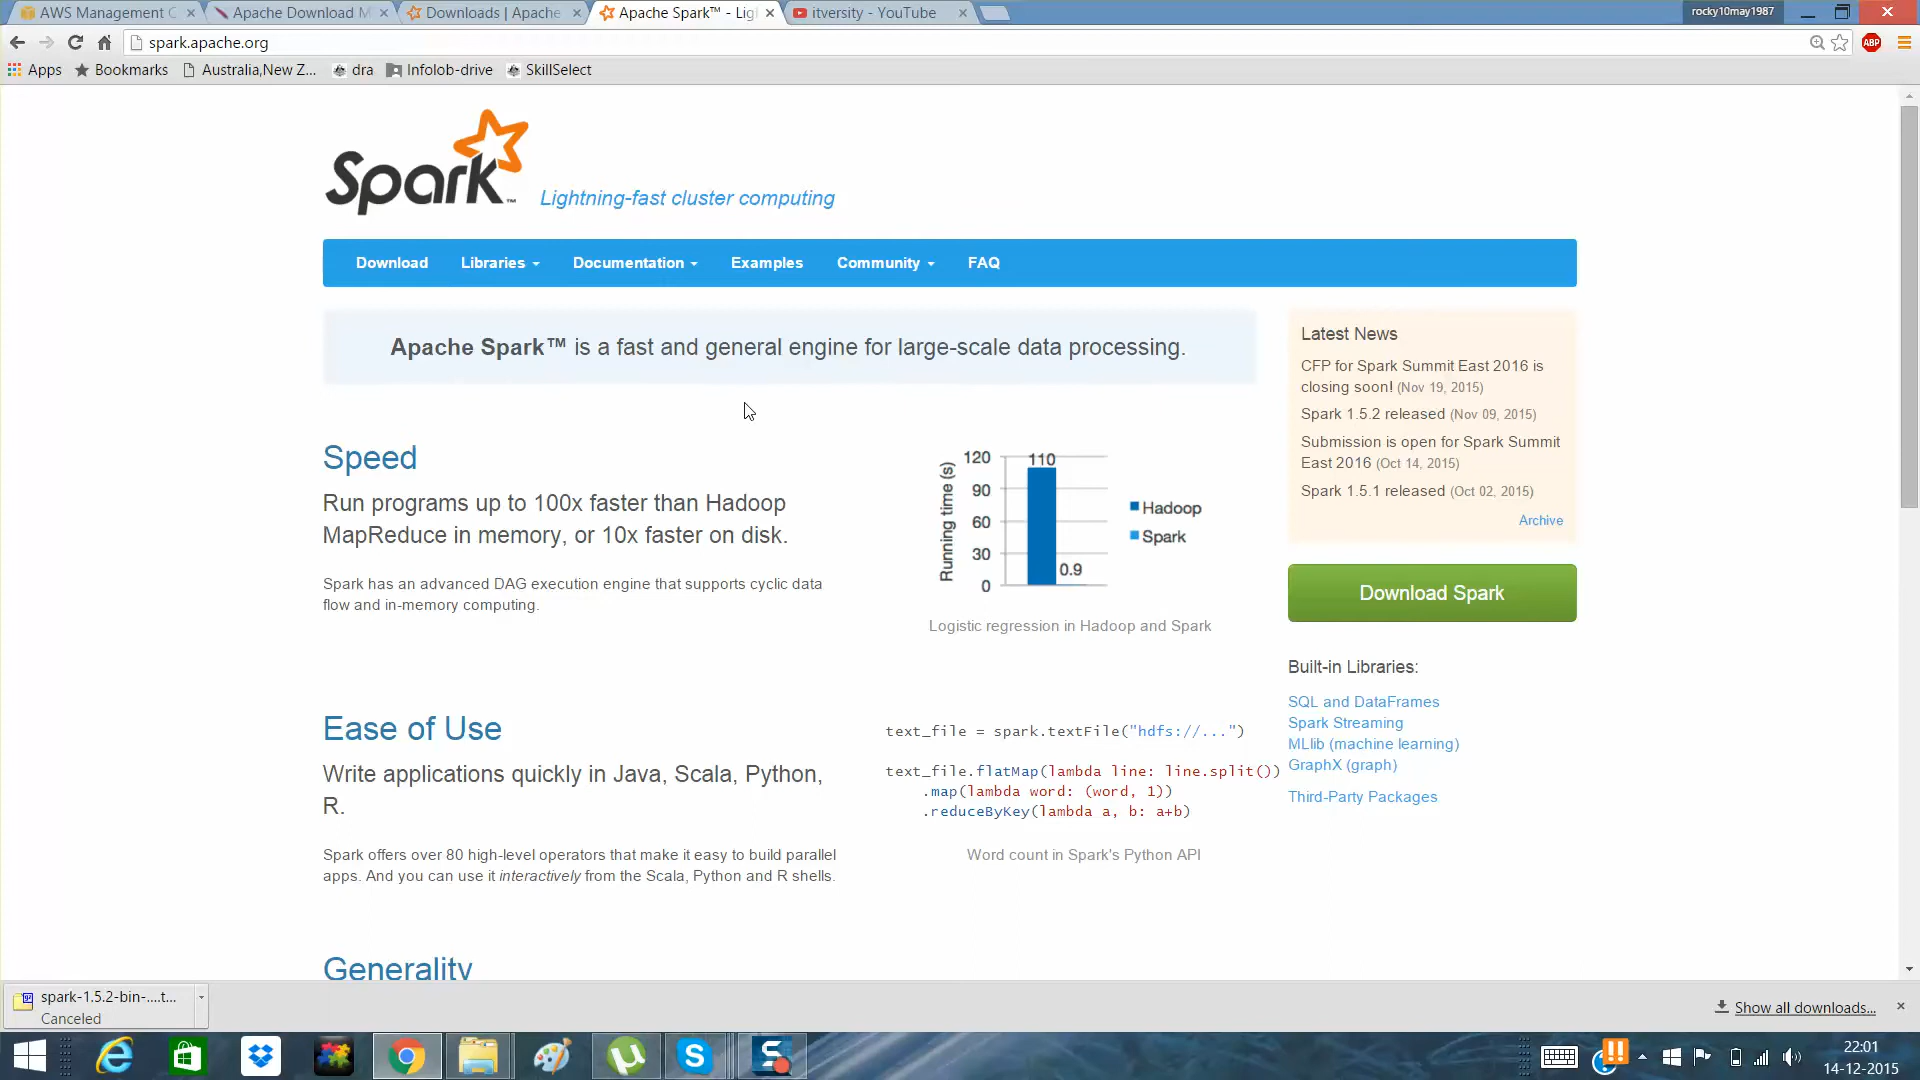 AWS Management C
Apache Download M
Downloads | Apache
Apache Spark™ - Lig
itversity - YouTube
rocky10may1987
spark.apache.org
ABP
Apps
Bookmarks
Australia,New Z...
dra
Infolob-drive
SkillSelect
Spark™
Lightning-fast cluster computing
Download
Libraries
Documentation
Examples
Community
FAQ
Apache Spark™ is a fast and general engine for large-scale data processing.
Latest News
CFP for Spark Summit East 2016 is
closing soon! (Nov 19, 2015)
Spark 1.5.2 released (Nov 09, 2015)
Submission is open for Spark Summit
East 2016 (Oct 14, 2015)
Spark 1.5.1 released (Oct 02, 2015)
Archive
Speed
Run programs up to 100x faster than Hadoop
MapReduce in memory, or 10x faster on disk.
Spark has an advanced DAG execution engine that supports cyclic data
flow and in-memory computing.
Running time (s)
120
90
60
30
0
110
0.9
Hadoop
Spark
Logistic regression in Hadoop and Spark
Download Spark
Built-in Libraries:
SQL and DataFrames
Spark Streaming
MLlib (machine learning)
GraphX (graph)
Third-Party Packages
Ease of Use
Write applications quickly in Java, Scala, Python,
R.
Spark offers over 80 high-level operators that make it easy to build parallel
apps. And you can use it interactively from the Scala, Python and R shells.
text_file = spark.textFile("hdfs://...")
text_file.flatMap(lambda line: line.split())
.map(lambda word: (word, 1))
.reduceByKey(lambda a, b: a+b)
Word count in Spark's Python API
Generality
spark-1.5.2-bin-....t...
Canceled
Show all downloads...
22:01
14-12-2015